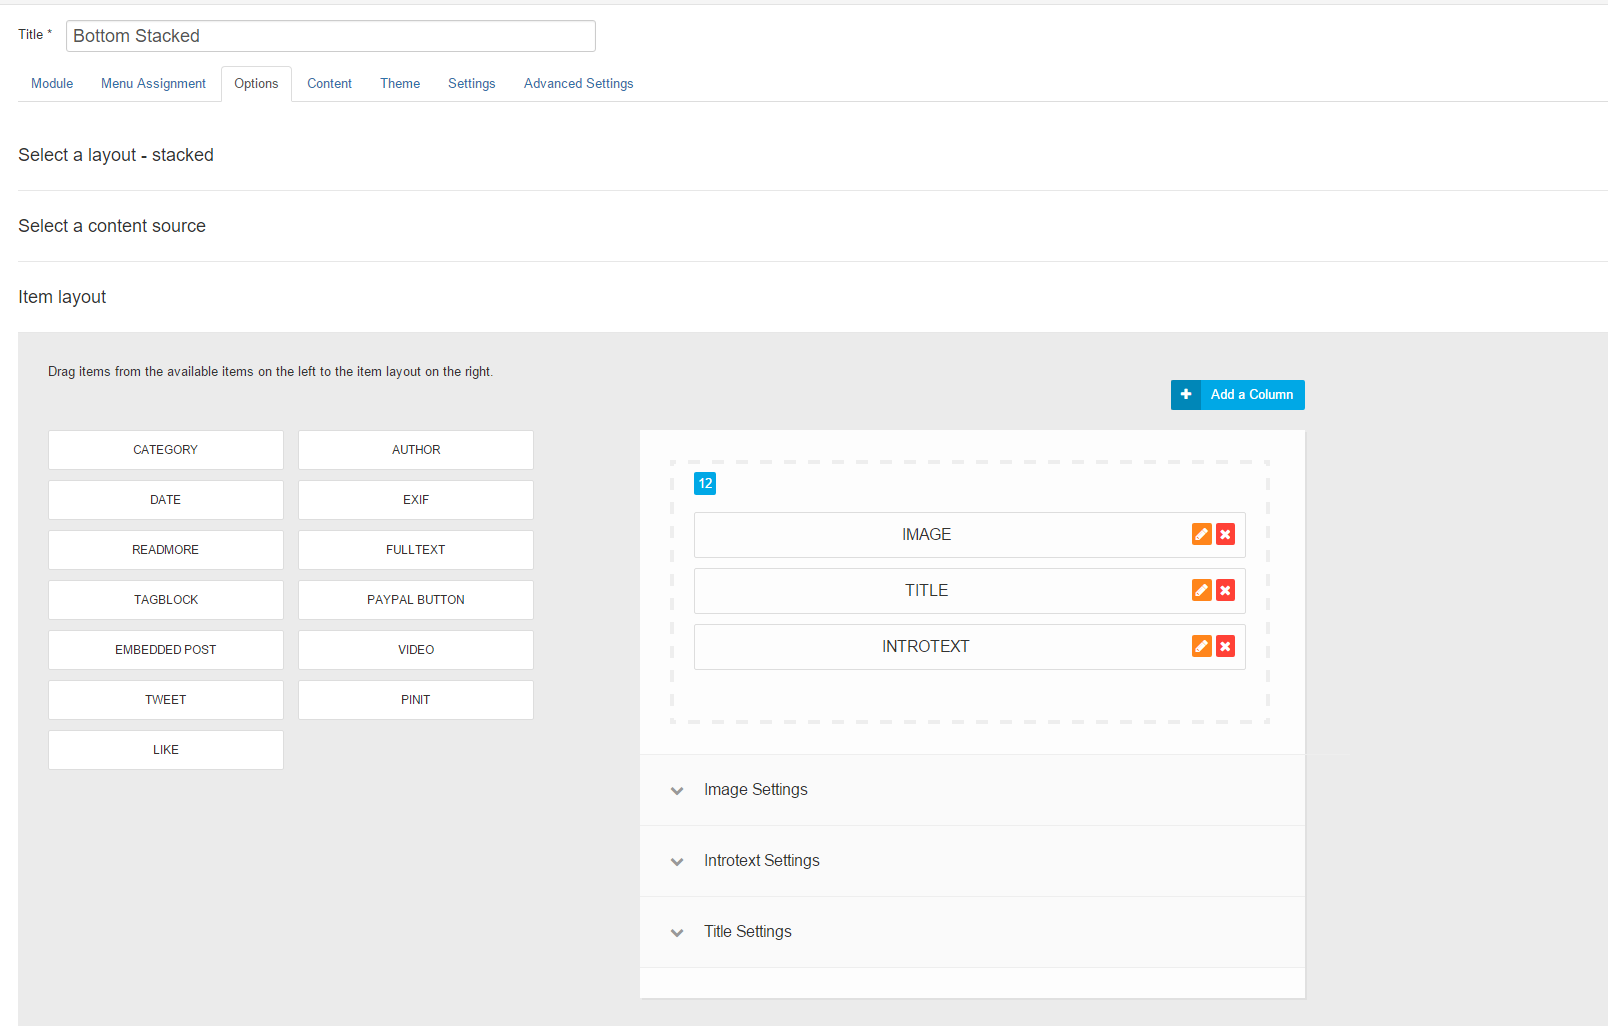 Title * Bottom Stacked
Module Menu Assignment Options Content Theme Settings Advanced Settings
Select a layout - stacked
Select a content source
Item layout
Drag items from the available items on the left to the item layout on the right.
Add a Column
CATEGORY AUTHOR
DATE EXIF
READMORE FULLTEXT
TAGBLOCK PAYPAL BUTTON
EMBEDDED POST VIDEO
TWEET PINIT
LIKE
12
IMAGE
TITLE
INTROTEXT
Image Settings
Introtext Settings
Title Settings